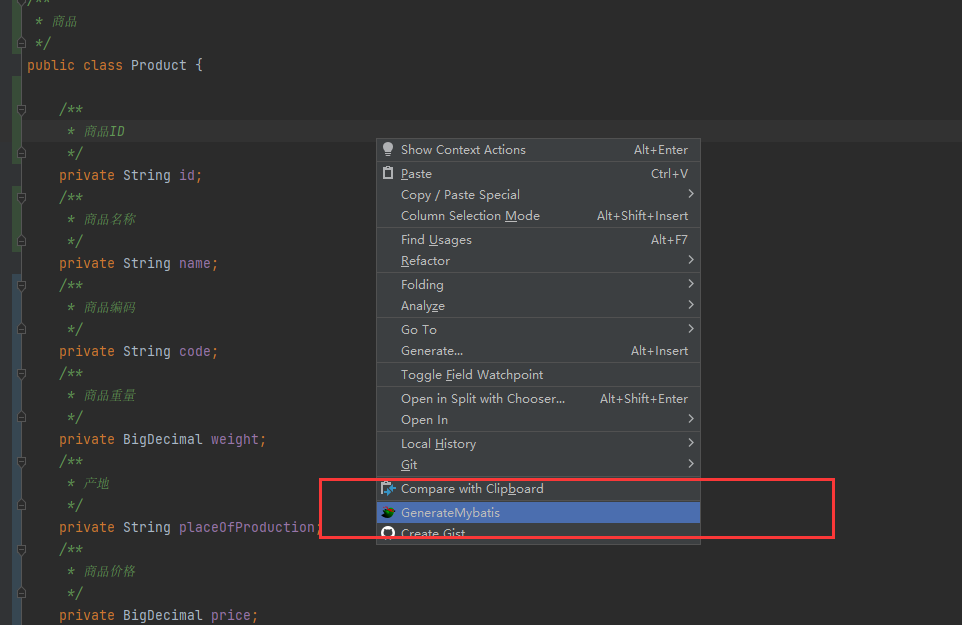 /**
* 商品
*/
public class Product {
/**
* 商品ID
*/
private String id;
/**
* 商品名称
*/
private String name;
/**
* 商品编码
*/
private String code;
/**
* 商品重量
*/
private BigDecimal weight;
/**
* 产地
*/
private String placeOfProduction;
/**
* 商品价格
*/
private BigDecimal price;
Show Context Actions Alt+Enter
Paste Ctrl+V
Copy / Paste Special
Column Selection Mode Alt+Shift+Insert
Find Usages Alt+F7
Refactor
Folding
Analyze
Go To
Generate... Alt+Insert
Toggle Field Watchpoint
Open in Split with Chooser... Alt+Shift+Enter
Open In
Local History
Git
Compare with Clipboard
GenerateMybatis
Create Gist